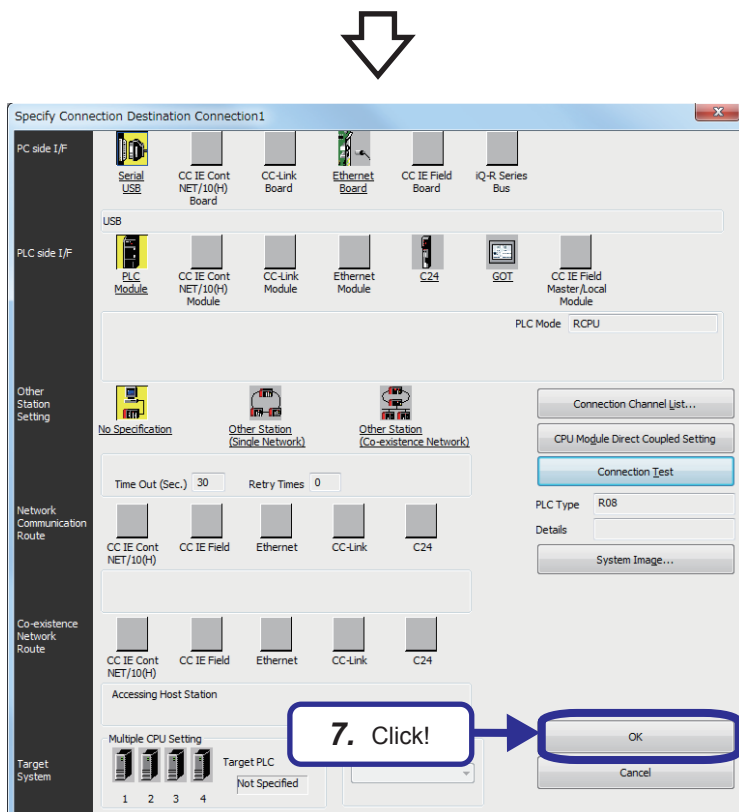 Specify Connection Destination Connection1
PC side I/F
Serial
USB
CC IE Cont
NET/10(H)
Board
CC-Link
Board
Ethernet
Board
CC IE Field
Board
iQ-R Series
Bus
USB
PLC side I/F
PLC
Module
CC IE Cont
NET/10(H)
Module
CC-Link
Module
Ethernet
Module
C24
GOT
CC IE Field
Master/Local
Module
PLC Mode RCPU
Other
Station
Setting
No Specification
Other Station
(Single Network)
Other Station
(Co-existence Network)
Connection Channel List...
CPU Module Direct Coupled Setting
Time Out (Sec.) 30 Retry Times 0
Connection Test
PLC Type R08
Details
System Image...
Network
Communication
Route
CC IE Cont
NET/10(H)
CC IE Field
Ethernet
CC-Link
C24
Co-existence
Network
Route
CC IE Cont
NET/10(H)
CC IE Field
Ethernet
CC-Link
C24
Accessing Host Station
7. Click!
OK
Cancel
Target
System
Multiple CPU Setting
1 2 3 4
Target PLC
Not Specified